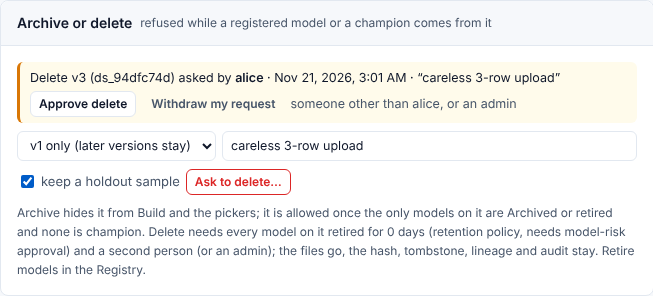 Archive or delete refused while a registered model or a champion comes from it
Delete v3 (ds_94dfc74d) asked by alice · Nov 21, 2026, 3:01 AM · “careless 3-row upload”
Approve delete Withdraw my request someone other than alice, or an admin
v1 only (later versions stay) careless 3-row upload
keep a holdout sample Ask to delete...
Archive hides it from Build and the pickers; it is allowed once the only models on it are Archived or retired
and none is champion. Delete needs every model on it retired for 0 days (retention policy, needs model-risk
approval) and a second person (or an admin); the files go, the hash, tombstone, lineage and audit stay. Retire
models in the Registry.